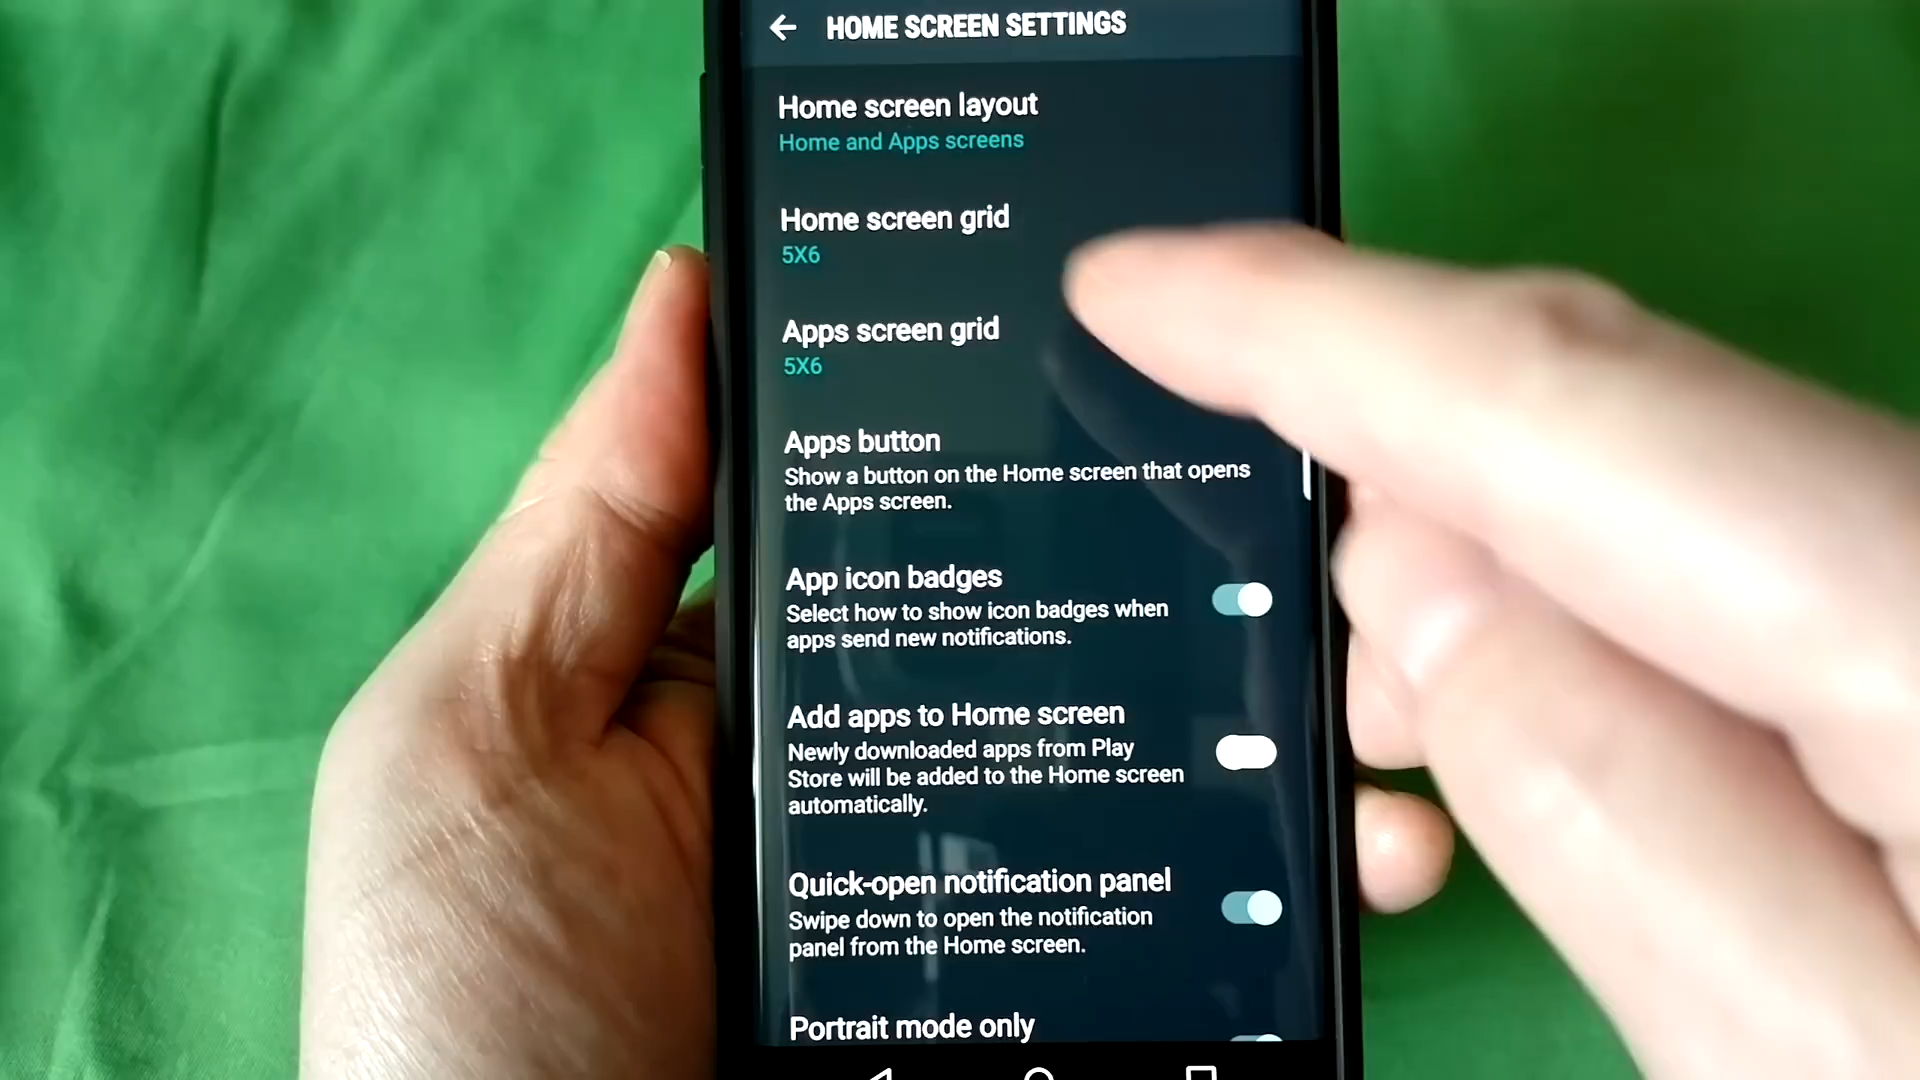 HOME SCREEN SETTINGS
Home screen layout
Home and Apps screens
Home screen grid
5X6
Apps screen grid
5X6
Apps button
Show a button on the Home screen that opens
the Apps screen.
App icon badges
Select how to show icon badges when
apps send new notifications.
Add apps to Home screen
Newly downloaded apps from Play
Store will be added to the Home screen
automatically.
Quick-open notification panel
Swipe down to open the notification
panel from the Home screen.
Portrait mode only